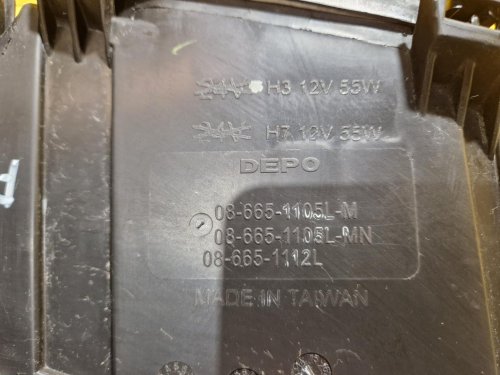 H3 12V 55W
H7 12V 55W
DEPO
08-665-1105L-M
08-665-1105L-MN
08-665-1112L
MADE IN TAIWAN